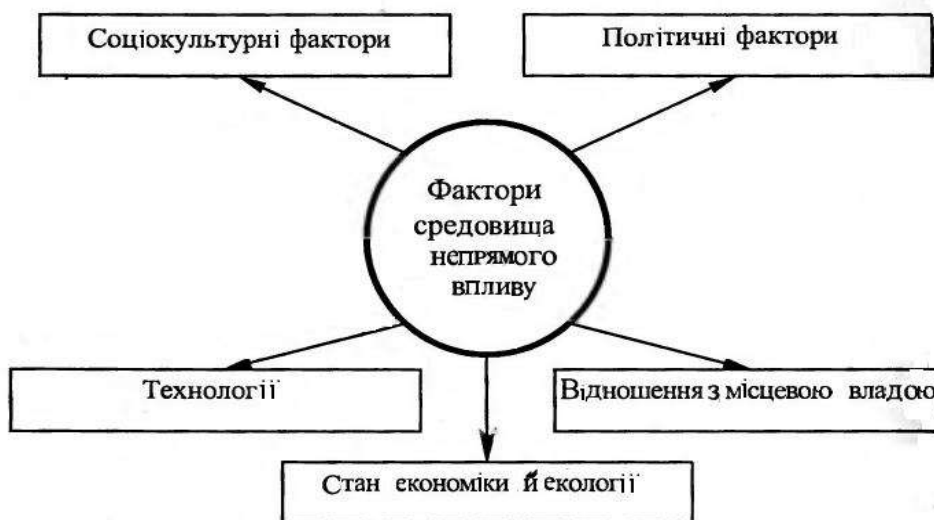 Соціокультурні фактори
Політичні фактори
Фактори
средовища
непрямого
впливу
Технології
Відношення з місцевою владою
Стан економіки й екології